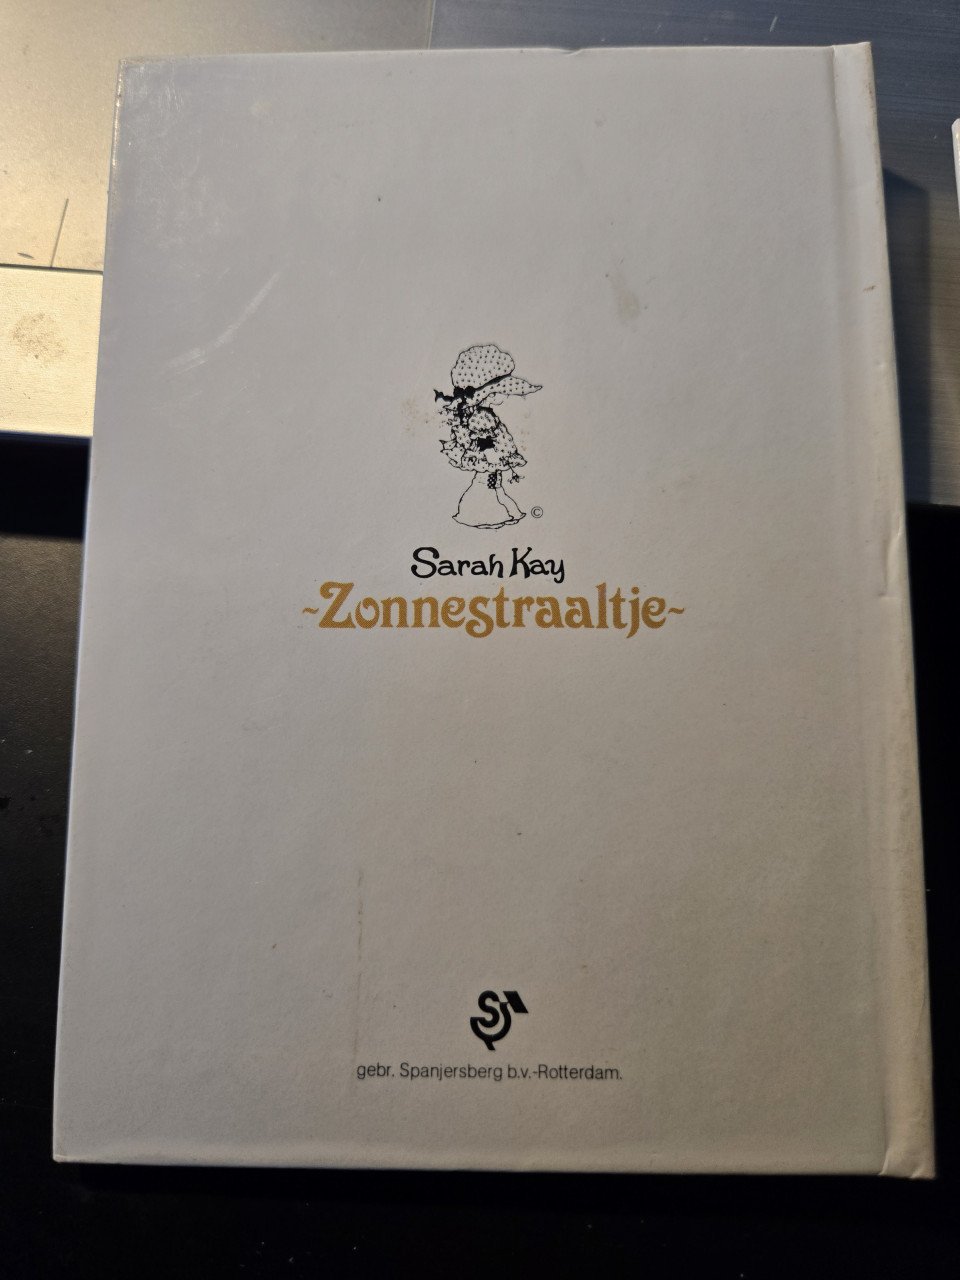 ©
Sarah Kay
~Zonnestraaltje~
gebr. Spanjersberg b.v.-Rotterdam.